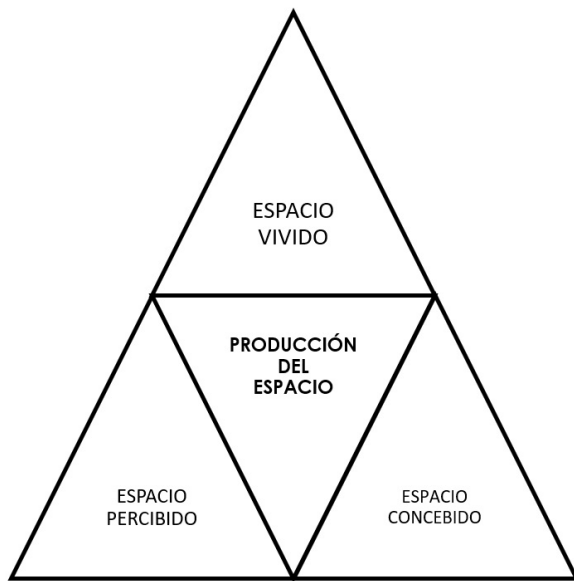 ESPACIO
VIVIDO
PRODUCCIÓN
DEL
ESPACIO
ESPACIO
PERCIBIDO
ESPACIO
CONCEBIDO